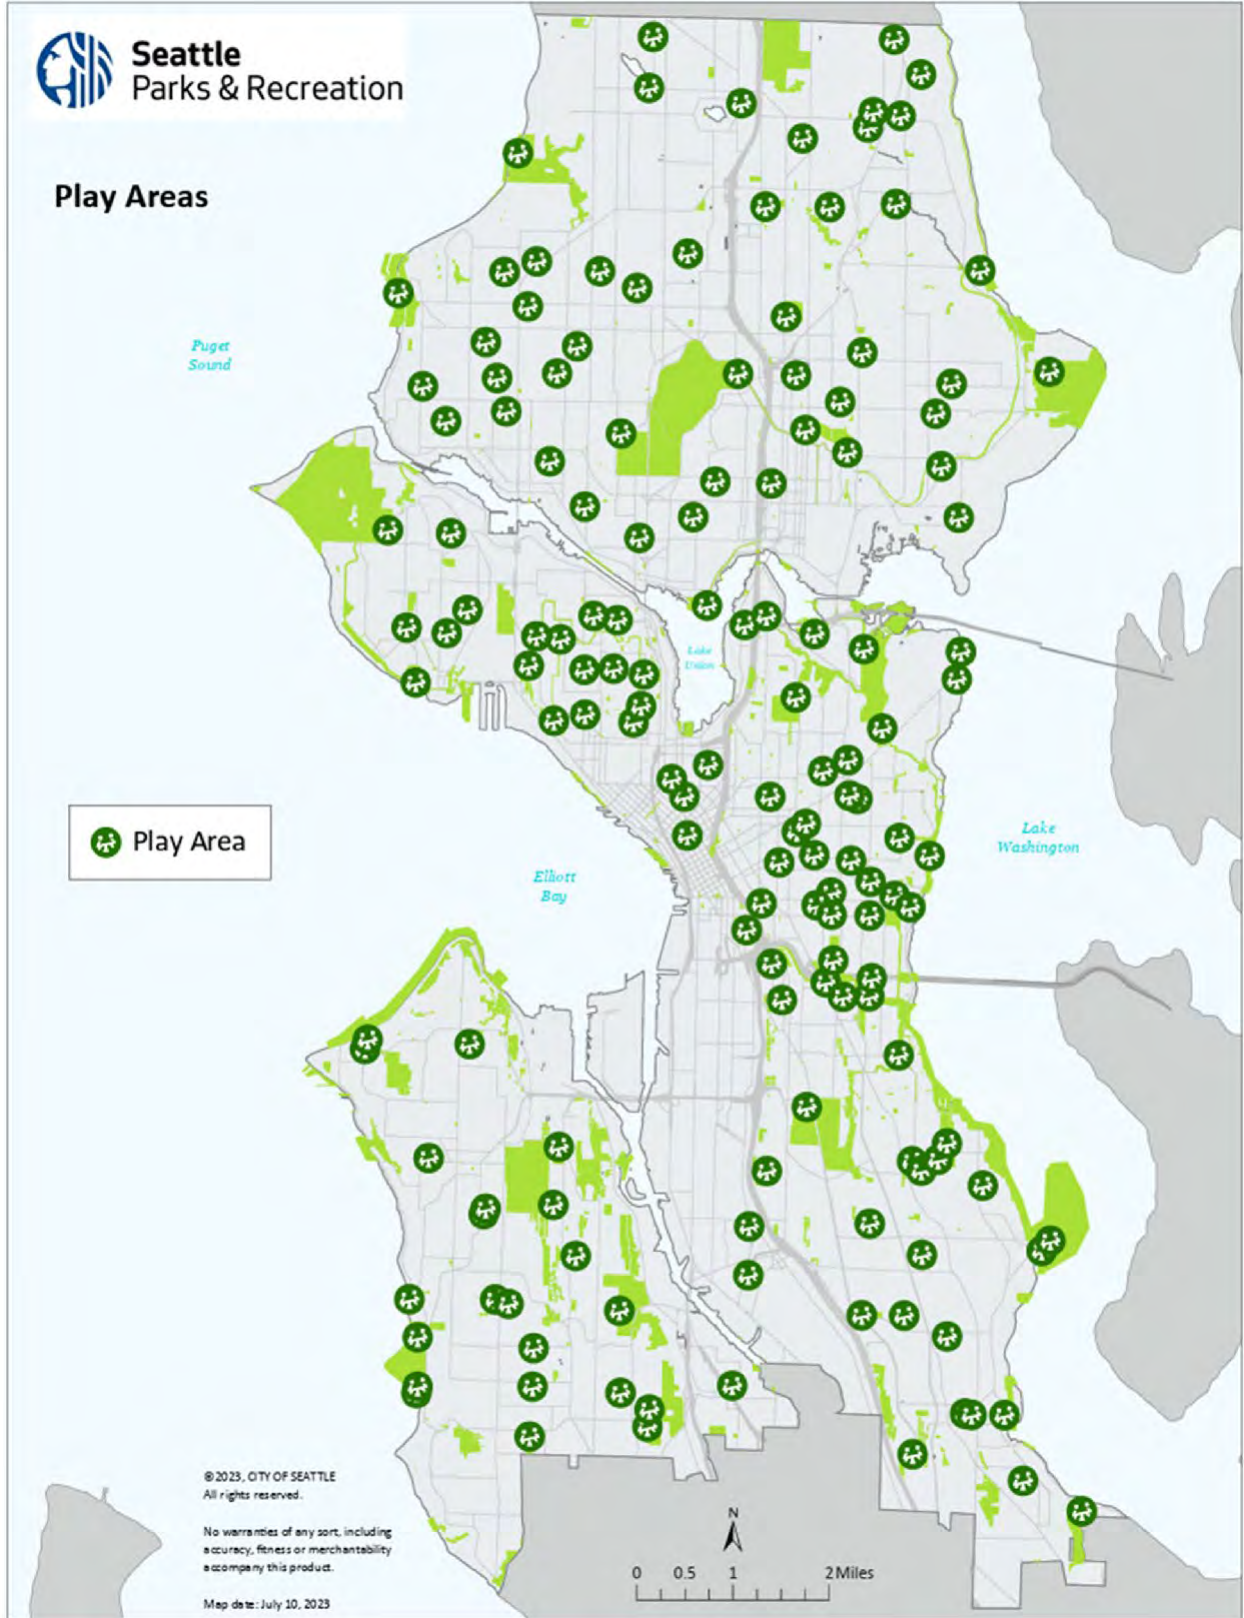 Seattle
Parks & Recreation
Play Areas
Puget
Sound
Lake
Union
Play Area
Lake
Washington
Elliott
Bay
©2023, CITY OF SEATTLE
All rights reserved.
No warranties of any sort, including
accuracy, fitness or merchantability
accompany this product.
Map date: July 10, 2023
N
0 0.5 1 2 Miles